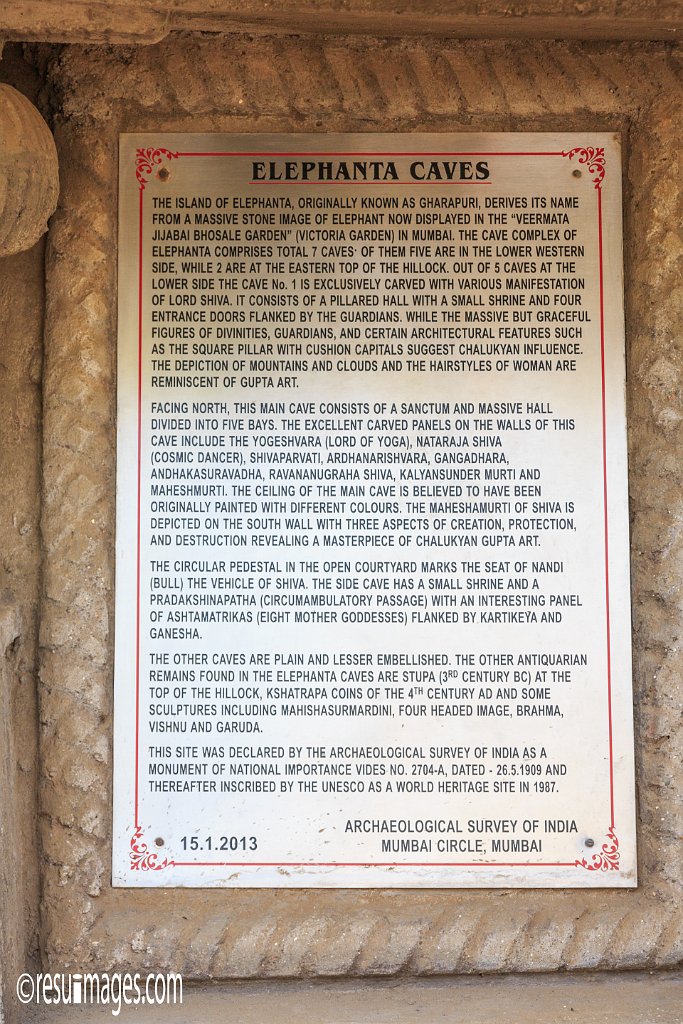 ELEPHANTA CAVES
THE ISLAND OF ELEPHANTA, ORIGINALLY KNOWN AS GHARAPURI, DERIVES ITS NAME
FROM A MASSIVE STONE IMAGE OF ELEPHANT NOW DISPLAYED IN THE "VEERMATA
JIJABAI BHOSALE GARDEN" (VICTORIA GARDEN) IN MUMBAI. THE CAVE COMPLEX OF
ELEPHANTA COMPRISES TOTAL 7 CAVES· OF THEM FIVE ARE IN THE LOWER WESTERN
SIDE, WHILE 2 ARE AT THE EASTERN TOP OF THE HILLOCK. OUT OF 5 CAVES AT THE
LOWER SIDE THE CAVE No. 1 IS EXCLUSIVELY CARVED WITH VARIOUS MANIFESTATION
OF LORD SHIVA. IT CONSISTS OF A PILLARED HALL WITH A SMALL SHRINE AND FOUR
ENTRANCE DOORS FLANKED BY THE GUARDIANS. WHILE THE MASSIVE BUT GRACEFUL
FIGURES OF DIVINITIES, GUARDIANS, AND CERTAIN ARCHITECTURAL FEATURES SUCH
AS THE SQUARE PILLAR WITH CUSHION CAPITALS SUGGEST CHALUKYAN INFLUENCE.
THE DEPICTION OF MOUNTAINS AND CLOUDS AND THE HAIRSTYLES OF WOMAN ARE
REMINISCENT OF GUPTA ART.
FACING NORTH, THIS MAIN CAVE CONSISTS OF A SANCTUM AND MASSIVE HALL
DIVIDED INTO FIVE BAYS. THE EXCELLENT CARVED PANELS ON THE WALLS OF THIS
CAVE INCLUDE THE YOGESHVARA (LORD OF YOGA), NATARAJA SHIVA
(COSMIC DANCER), SHIVAPARVATI, ARDHANARISHVARA, GANGADHARA,
ANDHAKASURAVADHA, RAVANANUGRAHA SHIVA, KALYANSUNDER MURTI AND
MAHESHMURTI. THE CEILING OF THE MAIN CAVE IS BELIEVED TO HAVE BEEN
ORIGINALLY PAINTED WITH DIFFERENT COLOURS. THE MAHESHAMURTI OF SHIVA IS
DEPICTED ON THE SOUTH WALL WITH THREE ASPECTS OF CREATION, PROTECTION,
AND DESTRUCTION REVEALING A MASTERPIECE OF CHALUKYAN GUPTA ART.
THE CIRCULAR PEDESTAL IN THE OPEN COURTYARD MARKS THE SEAT OF NANDI
(BULL) THE VEHICLE OF SHIVA. THE SIDE CAVE HAS A SMALL SHRINE AND A
PRADAKSHINAPATHA (CIRCUMAMBULATORY PASSAGE) WITH AN INTERESTING PANEL
OF ASHTAMATRIKAS (EIGHT MOTHER GODDESSES) FLANKED BY KARTIKEYA AND
GANESHA.
THE OTHER CAVES ARE PLAIN AND LESSER EMBELLISHED. THE OTHER ANTIQUARIAN
REMAINS FOUND IN THE ELEPHANTA CAVES ARE STUPA (3RD CENTURY BC) AT THE
TOP OF THE HILLOCK, KSHATRAPA COINS OF THE 4TH CENTURY AD AND SOME
SCULPTURES INCLUDING MAHISHASURMARDINI, FOUR HEADED IMAGE, BRAHMA,
VISHNU AND GARUDA.
THIS SITE WAS DECLARED BY THE ARCHAEOLOGICAL SURVEY OF INDIA AS A
MONUMENT OF NATIONAL IMPORTANCE VIDES NO. 2704-A, DATED - 26.5.1909 AND
THEREAFTER INSCRIBED BY THE UNESCO AS A WORLD HERITAGE SITE IN 1987.
ARCHAEOLOGICAL SURVEY OF INDIA
15.1.2013 MUMBAI CIRCLE, MUMBAI
©resuimages.com